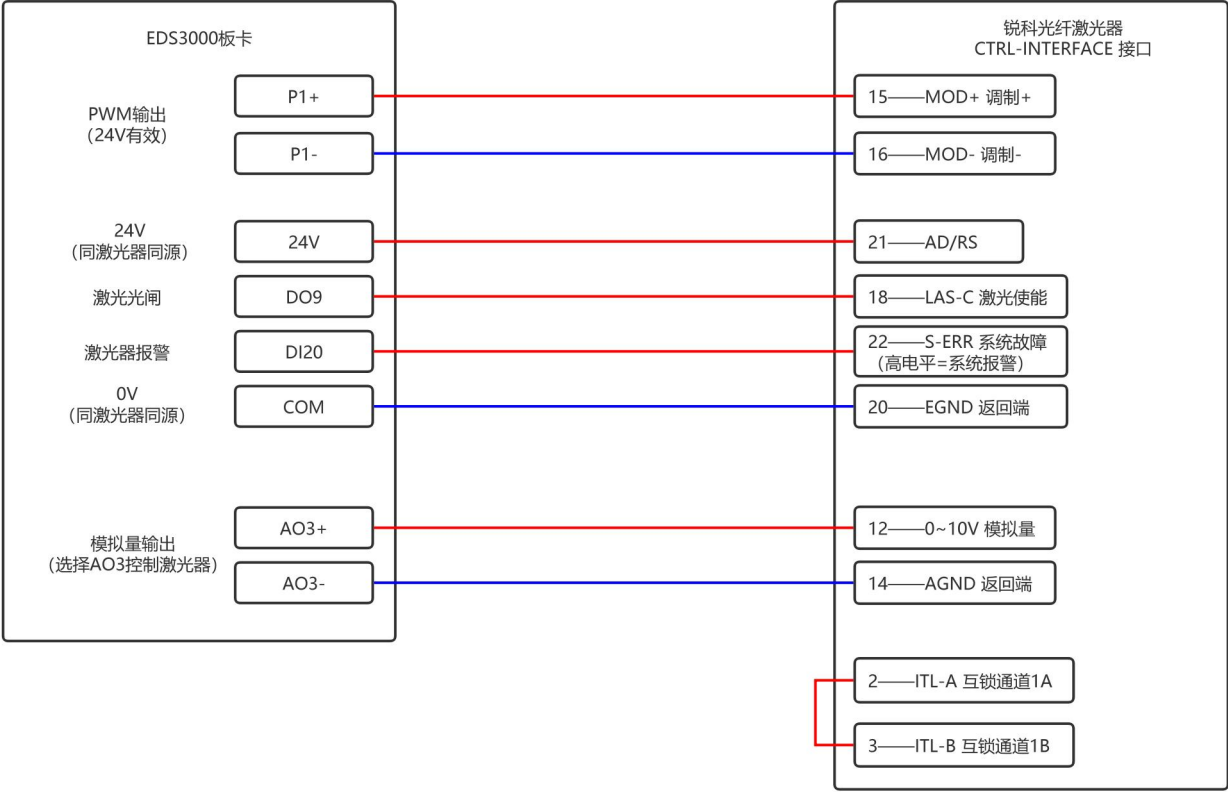 EDS3000板卡
锐科光纤激光器
CTRL-INTERFACE 接口
PWM输出
（24V有效）
P1+
15——MOD+ 调制+
P1-
16——MOD- 调制-
24V
（同激光器同源）
24V
21——AD/RS
激光光闸
DO9
18——LAS-C 激光使能
激光器报警
DI20
22——S-ERR 系统故障
（高电平=系统报警）
0V
（同激光器同源）
COM
20——EGND 返回端
模拟量输出
（选择AO3控制激光器）
AO3+
12——0~10V 模拟量
AO3-
14——AGND 返回端
2——ITL-A 互锁通道1A
3——ITL-B 互锁通道1B